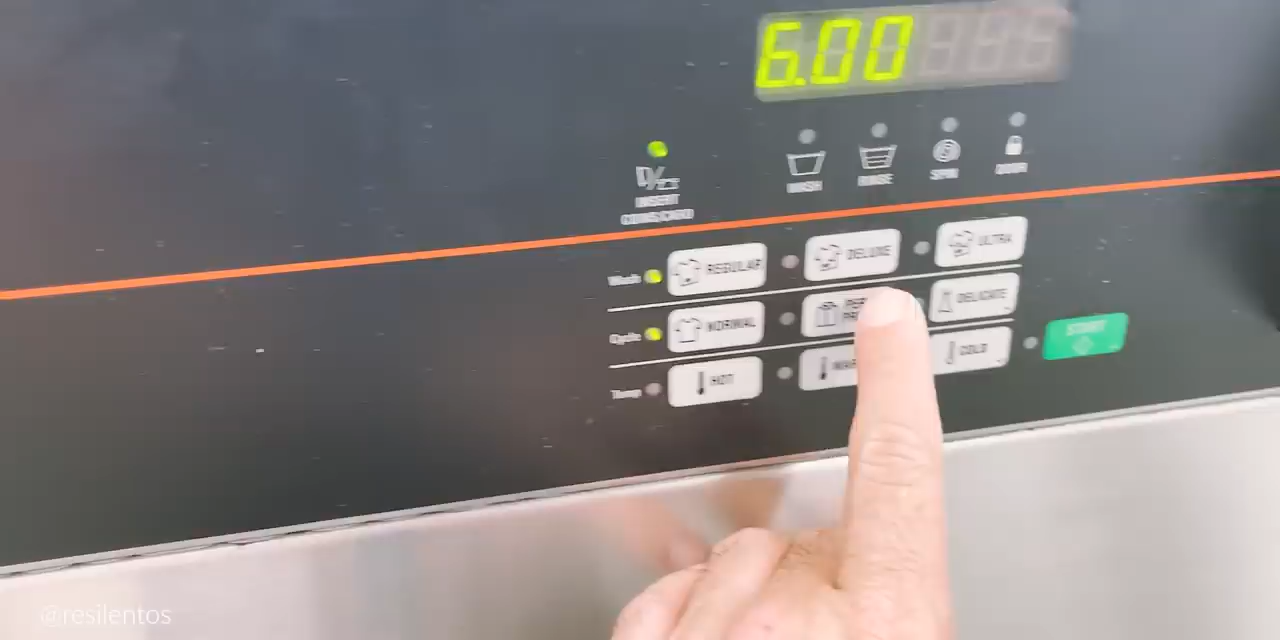 6.00
INSERT
COINS/CARD
WASH
RINSE
SPIN
DOOR
Wash
REGULAR
DELUXE
ULTRA
Cycle
NORMAL
DELICATE
Temp
HOT
COLD
START
@resilentos